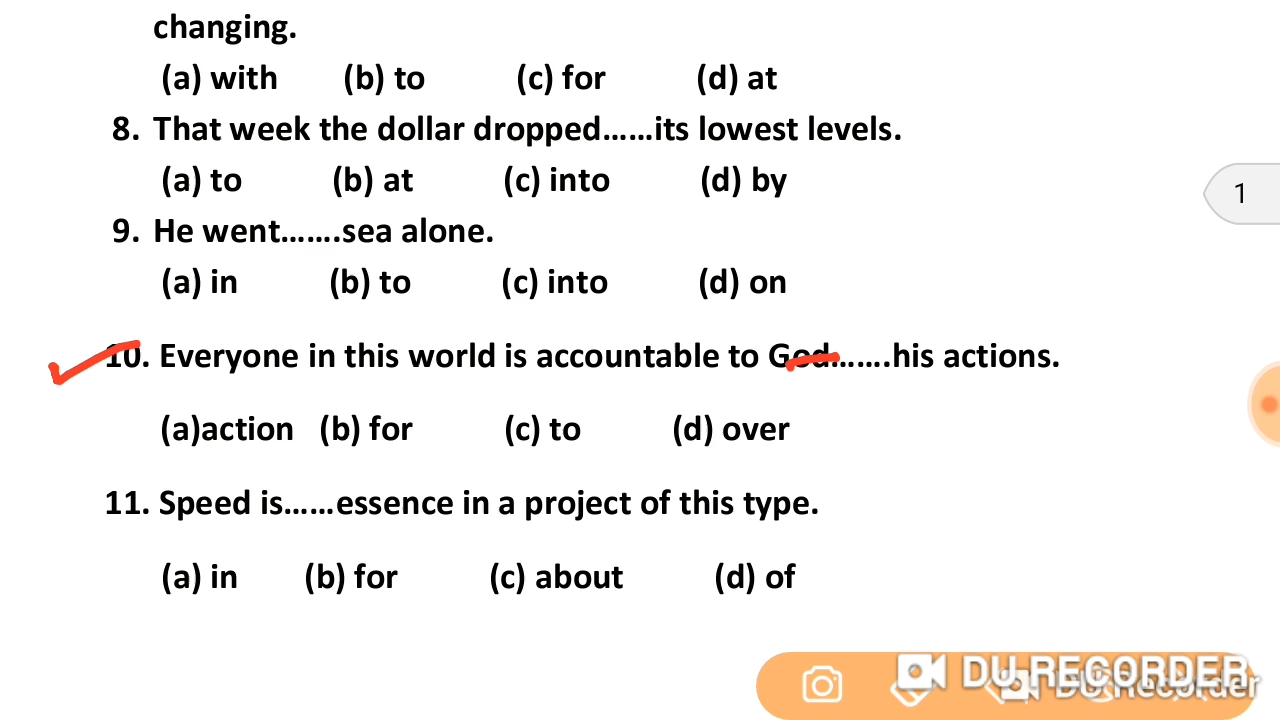 changing.
(a) with (b) to (c) for (d) at
8. That week the dollar dropped......its lowest levels.
(a) to (b) at (c) into (d) by
1
9. He went.......sea alone.
(a) in (b) to (c) into (d) on
10. Everyone in this world is accountable to God.......his actions.
(a)action (b) for (c) to (d) over
11. Speed is......essence in a project of this type.
(a) in (b) for (c) about (d) of
DU RECORDER
DU Recorder